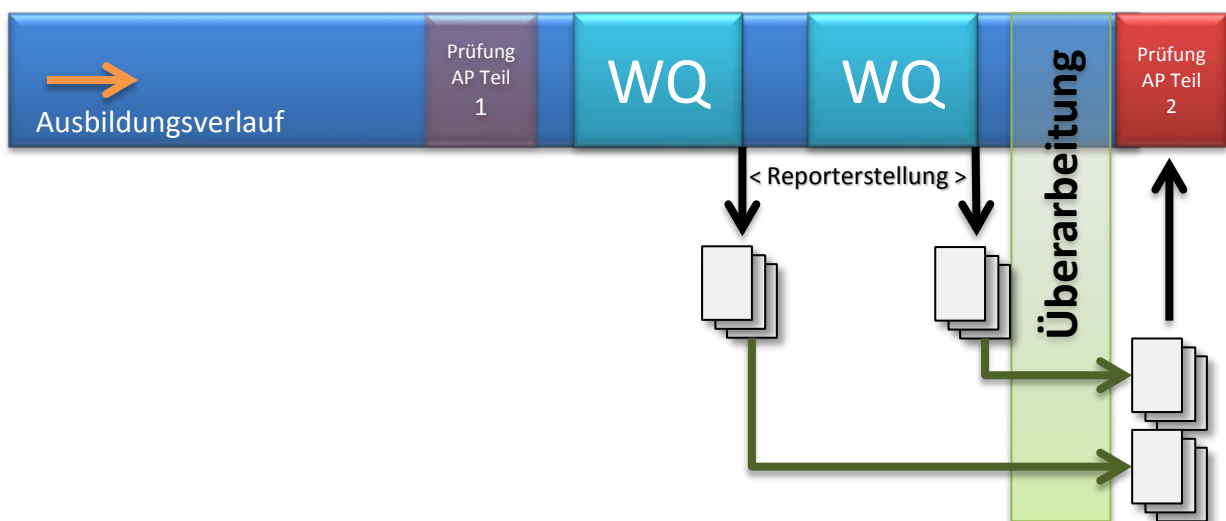 Ausbildungsverlauf
Prüfung
AP Teil
1
WQ
WQ
Überarbeitung
Prüfung
AP Teil
2
< Reporterstellung >